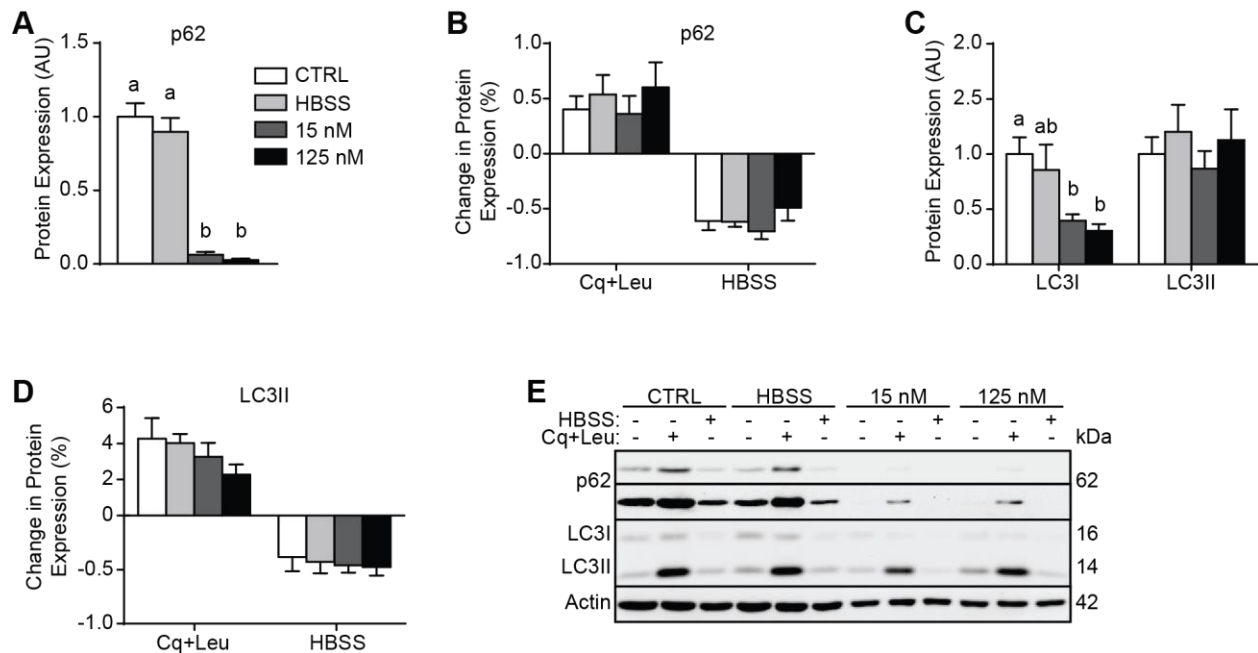 A
p62
Protein Expression (AU)
1.5
1.0
0.5
0.0
a
a
b
b
CTRL
HBSS
15 nM
125 nM
B
p62
Change in Protein
Expression (%)
1.0
0.5
0.0
-0.5
-1.0
Cq+Leu
HBSS
C
Protein Expression (AU)
2.0
2.5
1.0
0.5
0.0
a
ab
b
b
LC3I
LC3II
D
LC3II
Change in Protein
Expression (%)
6
4
2
0
-0.5
-1.0
Cq+Leu
HBSS
E
CTRL HBSS 15 nM 125 nM
HBSS: - - + - - + - - + - - +
Cq+Leu: - + - - + - - + - - + - kDa
p62 62
LC3I 16
LC3II 14
Actin 42